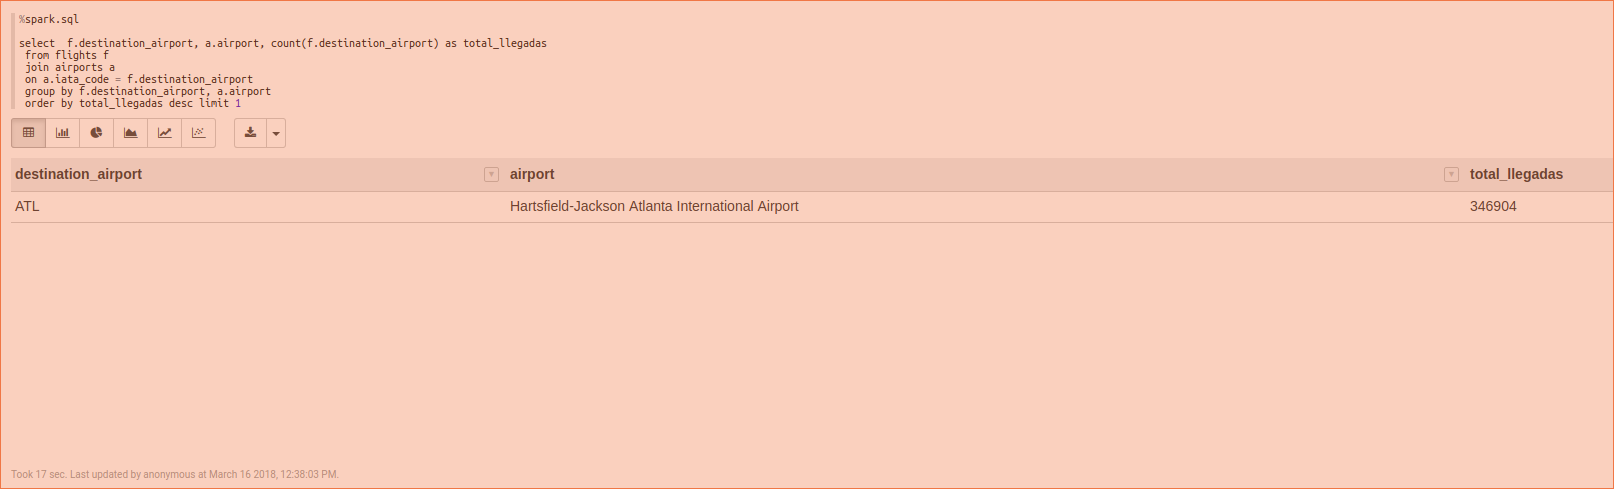 %spark.sql
select  f.destination_airport, a.airport, count(f.destination_airport) as total_llegadas
from flights f
join airports a
on a.iata_code = f.destination_airport
group by f.destination_airport, a.airport
order by total_llegadas desc limit 1
destination_airport airport total_llegadas
ATL Hartsfield-Jackson Atlanta International Airport 346904
Took 17 sec. Last updated by anonymous at March 16 2018, 12:38:03 PM.